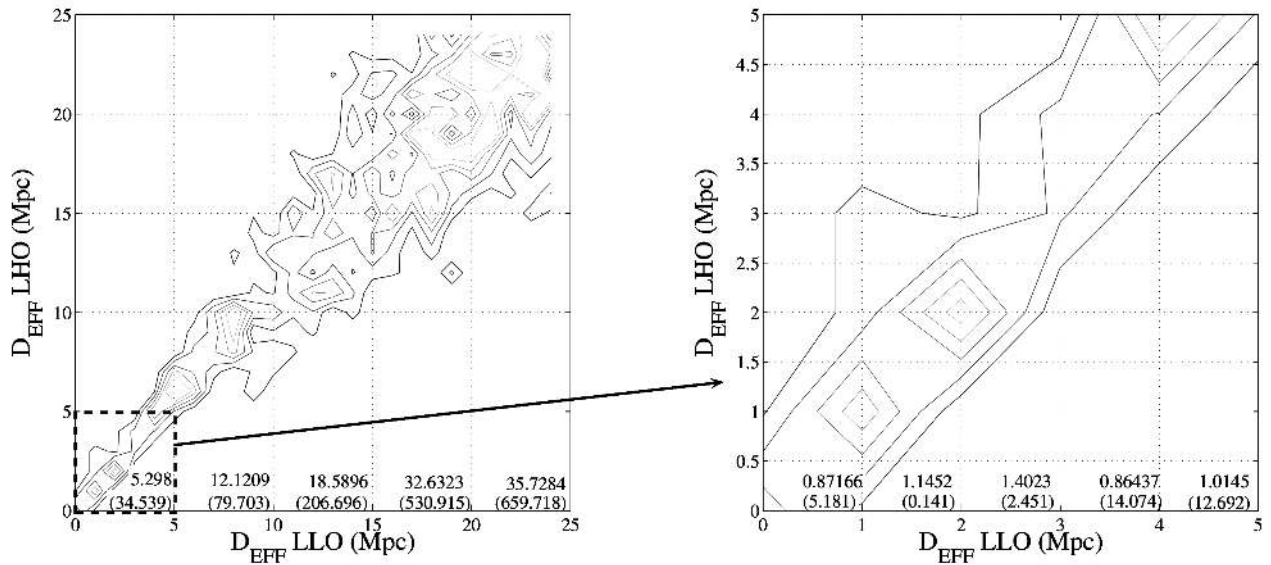 25
20
15
10
5
0
D_EFF LHO (Mpc)
5.298 12.1209 18.5896 32.6323 35.7284
(34.539) (79.703) (206.696) (530.915) (659.718)
0 5 10 15 20 25
D_EFF LLO (Mpc)
5
4.5
4
3.5
3
2.5
2
1.5
1
0.5
0
D_EFF LHO (Mpc)
0.87166 1.1452 1.4023 0.86437 1.0145
(5.181) (0.141) (2.451) (14.074) (12.692)
0 1 2 3 4 5
D_EFF LLO (Mpc)